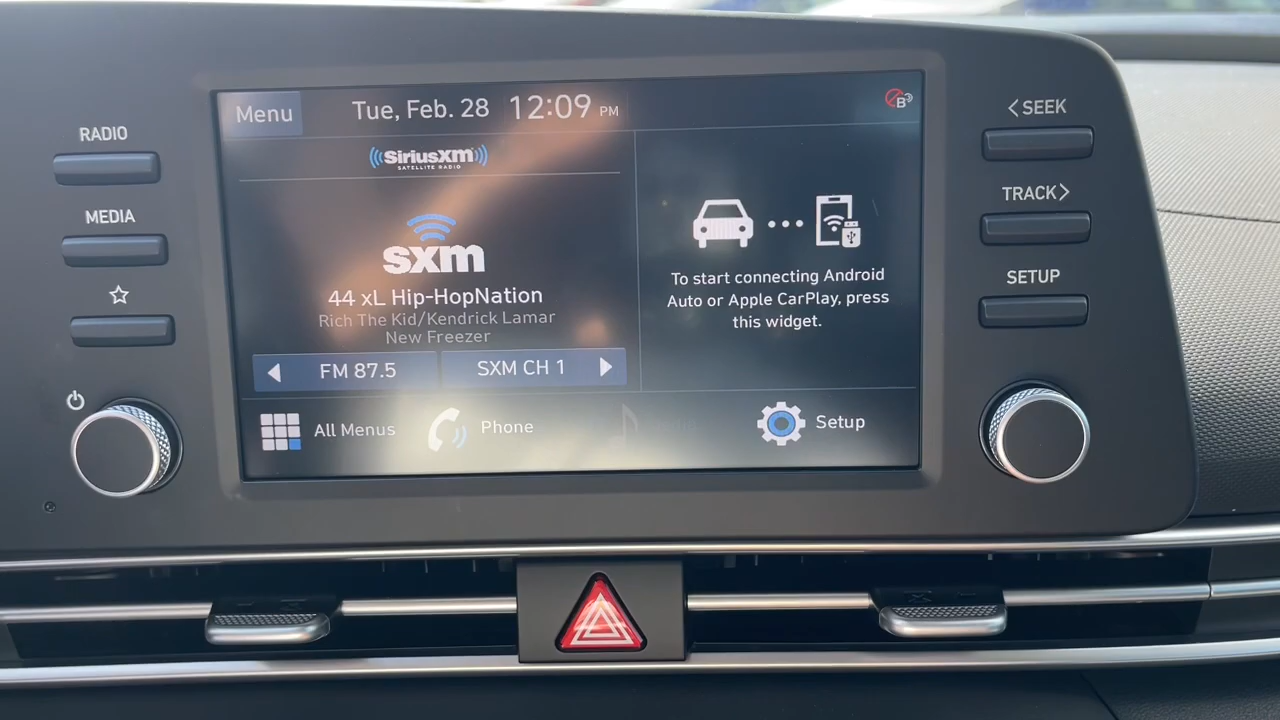 RADIO
MEDIA
Menu
Tue, Feb. 28 12:09 PM
B
SiriusXM
SATELLITE RADIO
sxm
44 xL Hip-HopNation
Rich The Kid/Kendrick Lamar
New Freezer
FM 87.5
SXM CH 1
To start connecting Android
Auto or Apple CarPlay, press
this widget.
All Menus
Phone
Setup
<SEEK
TRACK>
SETUP